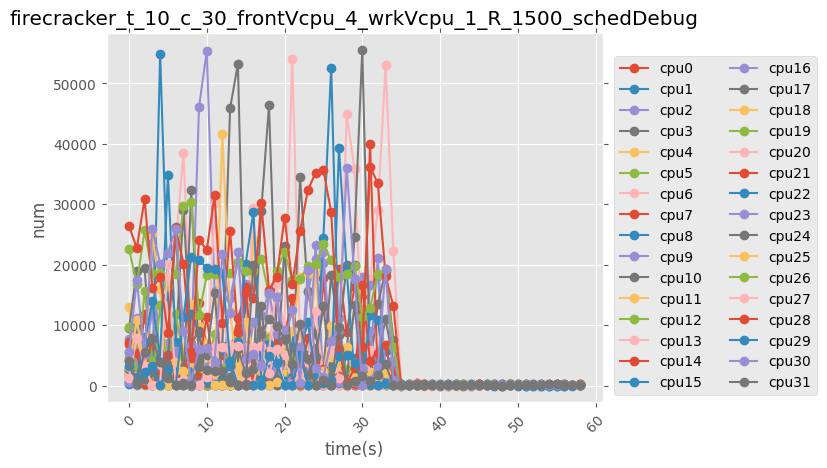 firecracker_t_10_c_30_frontVcpu_4_wrkVcpu_1_R_1500_schedDebug
num
50000
40000
30000
20000
10000
0
0
10
20
30
40
50
60
time(s)
cpu0
cpu1
cpu2
cpu3
cpu4
cpu5
cpu6
cpu7
cpu8
cpu9
cpu10
cpu11
cpu12
cpu13
cpu14
cpu15
cpu16
cpu17
cpu18
cpu19
cpu20
cpu21
cpu22
cpu23
cpu24
cpu25
cpu26
cpu27
cpu28
cpu29
cpu30
cpu31